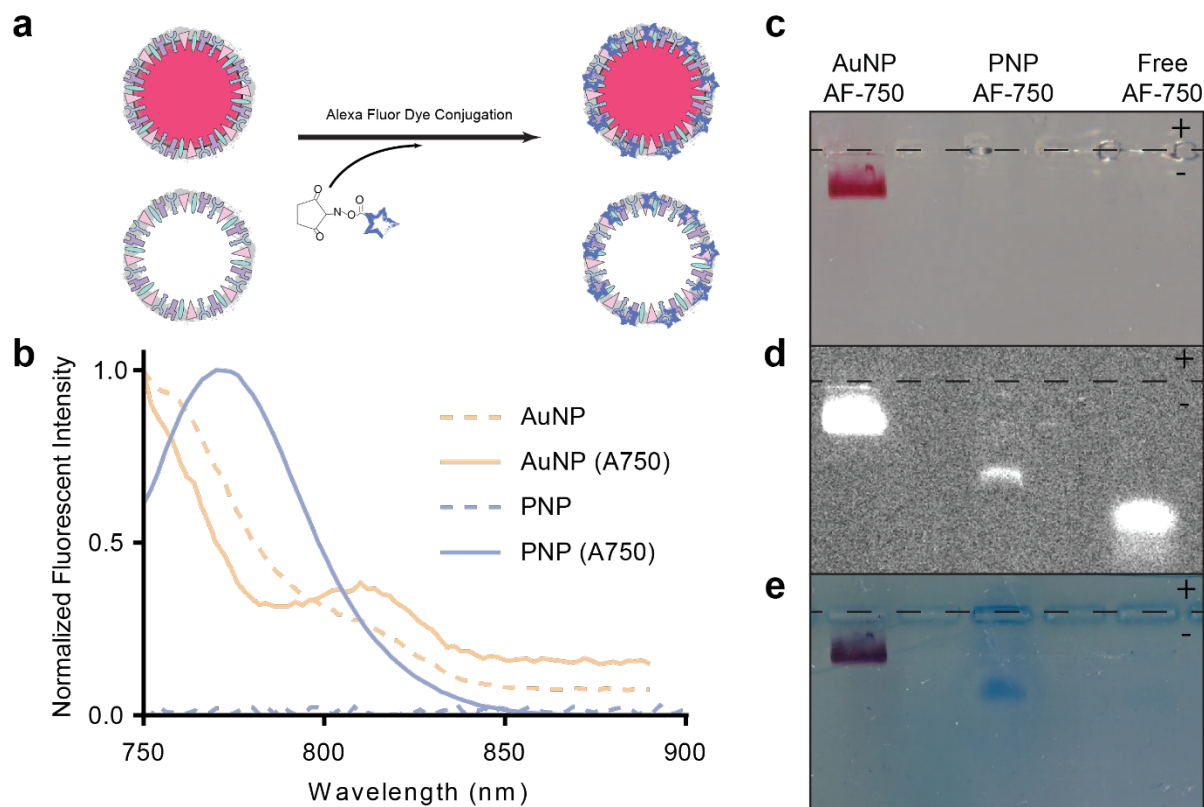 a
Alexa Fluor Dye Conjugation
O
N
O
O
O
b
Normalized Fluorescent Intensity
1.0
0.5
0.0
AuNP
AuNP (A750)
PNP
PNP (A750)
750
800
850
900
Wavelength (nm)
c
AuNP
AF-750
PNP
AF-750
Free
AF-750
+
-
d
+
-
e
+
-